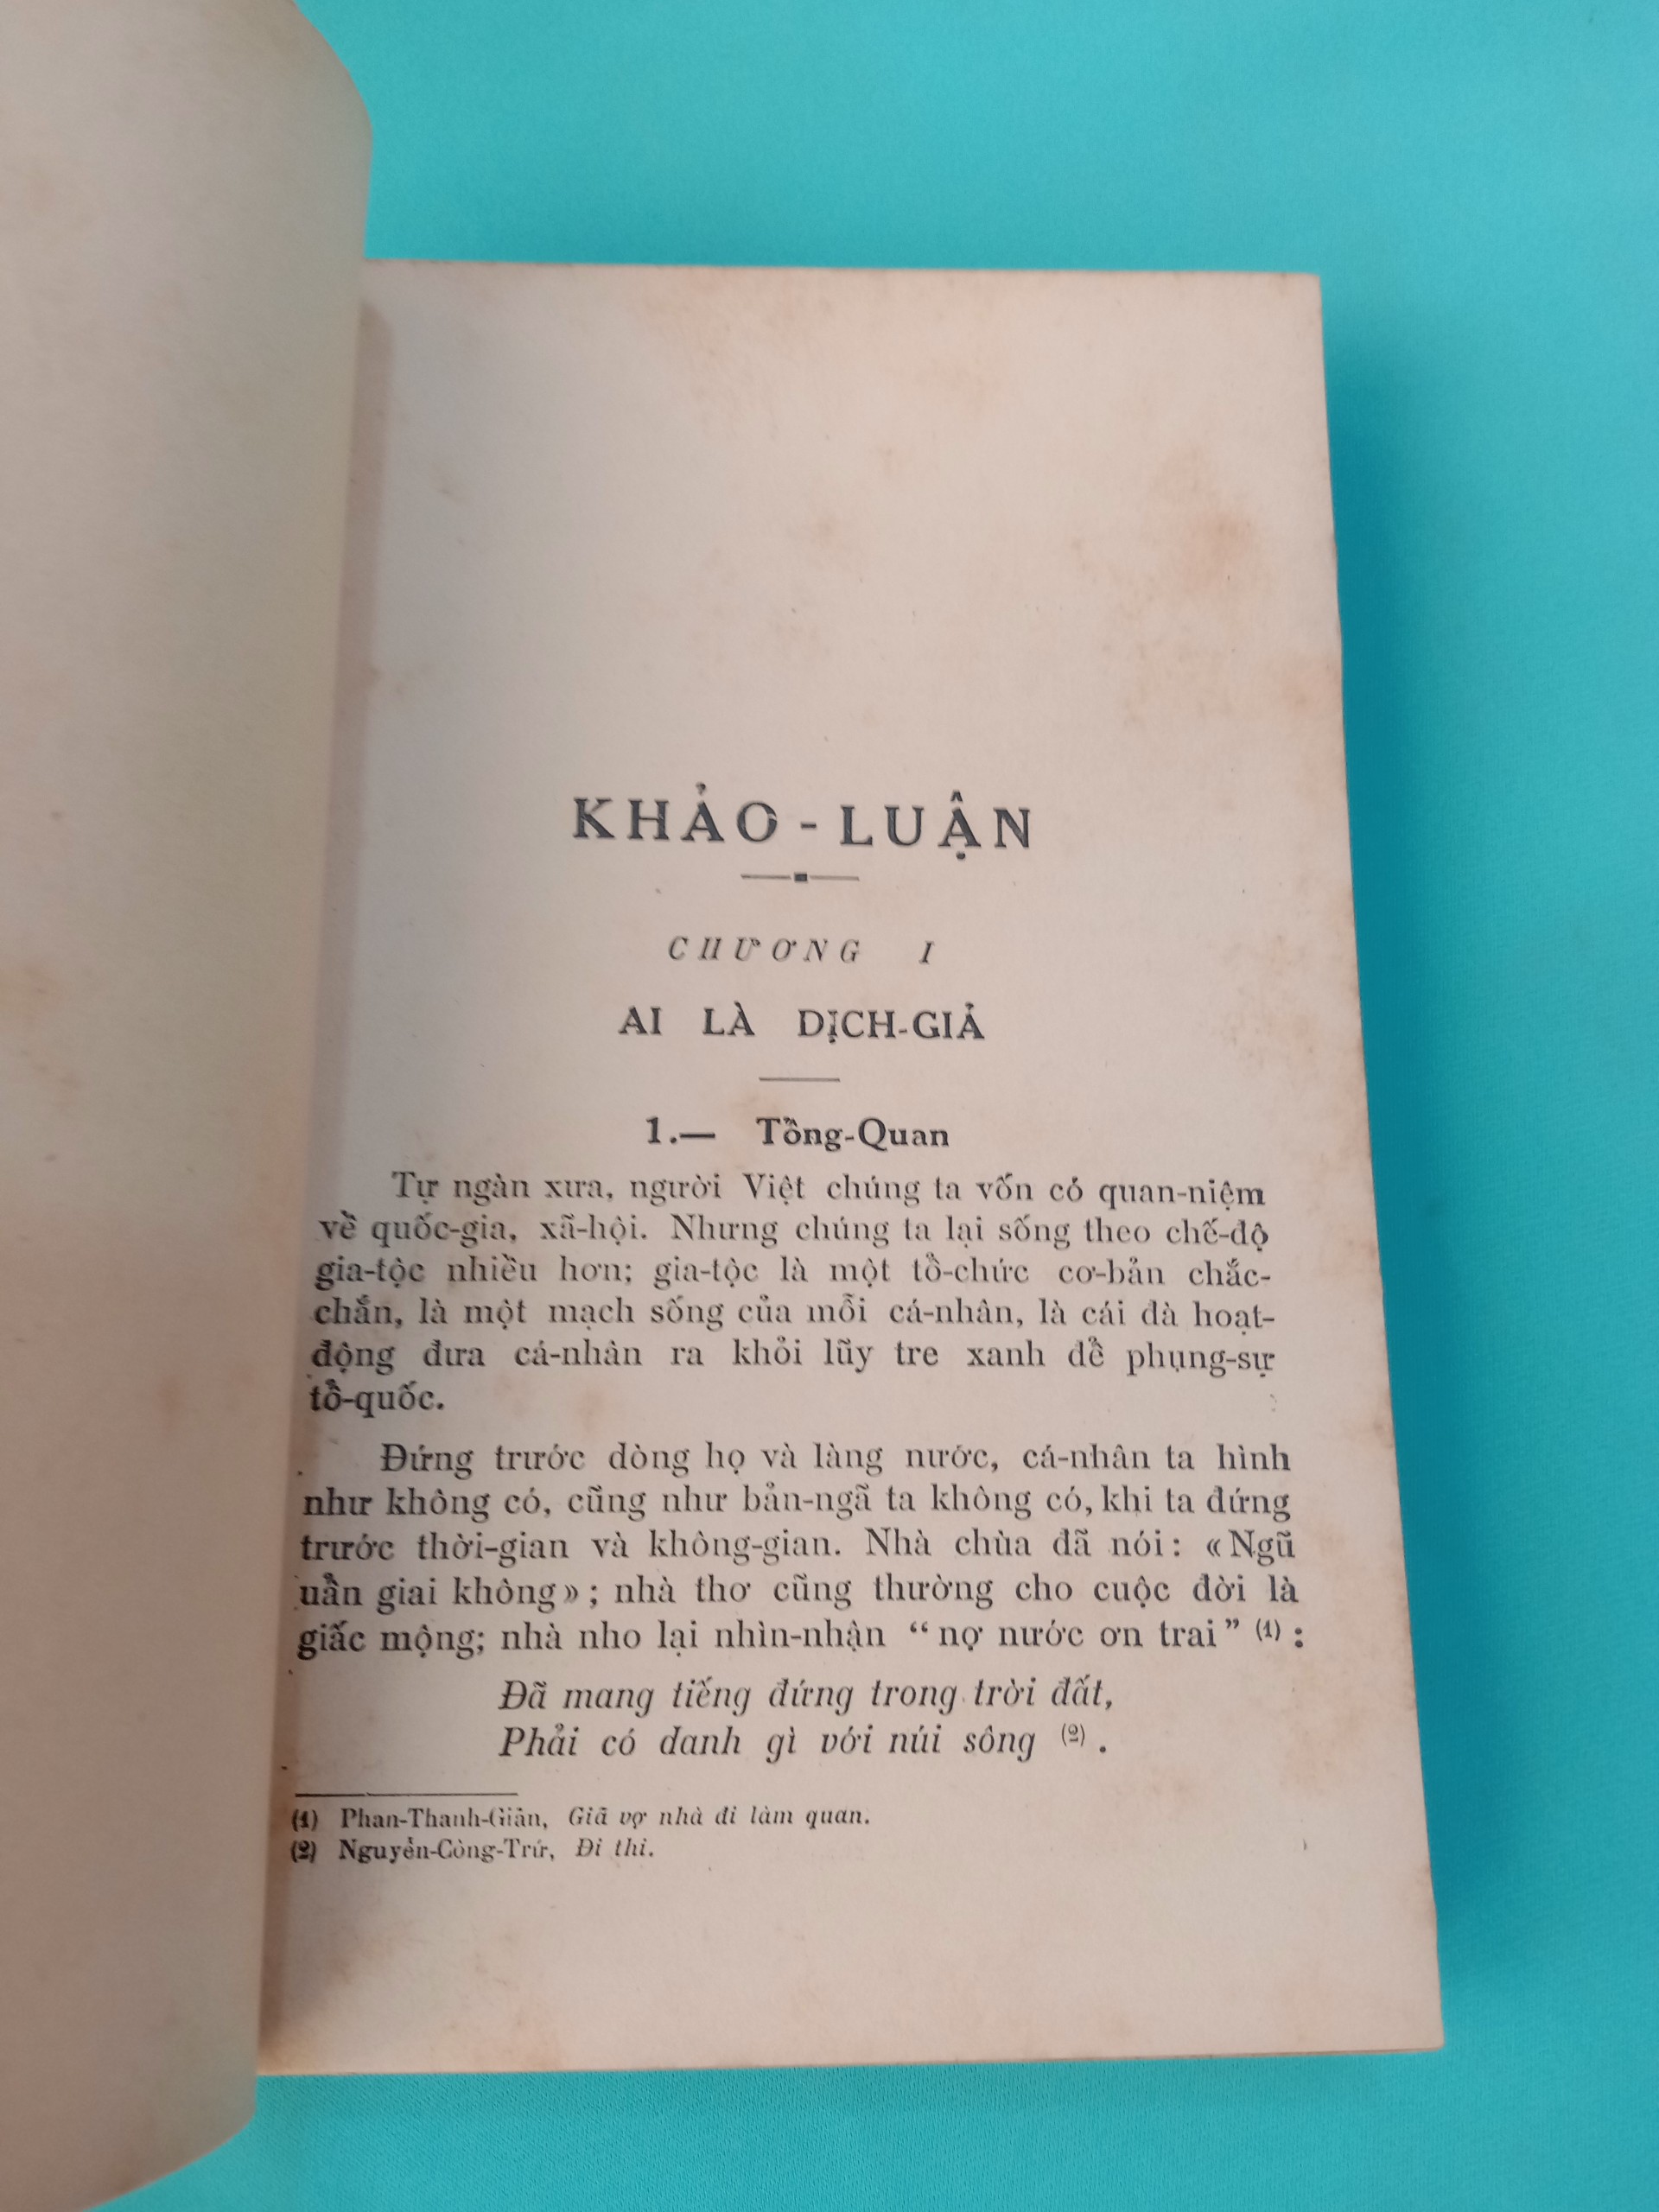 KHẢO - LUẬN
CHƯƠNG I
AI LÀ DỊCH-GIẢ
1.— Tổng-Quan
Tự ngàn xưa, người Việt chúng ta vốn có quan-niệm
về quốc-gia, xã-hội. Nhưng chúng ta lại sống theo chế-độ
gia-tộc nhiều hơn; gia-tộc là một tổ-chức cơ-bản chắc-
chắn, là một mạch sống của mỗi cá-nhân, là cái đà hoạt-
động đưa cá-nhân ra khỏi lũy tre xanh để phụng-sự
tổ-quốc.
Đứng trước dòng họ và làng nước, cá-nhân ta hình
như không có, cũng như bản-ngã ta không có, khi ta đứng
trước thời-gian và không-gian. Nhà chùa đã nói : «Ngũ
uẩn giai không» ; nhà thơ cũng thường cho cuộc đời là
giấc mộng; nhà nho lại nhìn-nhận “nợ nước ơn trai” (1) :
Đã mang tiếng đứng trong trời đất,
Phải có danh gì với núi sông (2) .
(1) Phan-Thanh-Giản, Giã vợ nhà đi làm quan.
(2) Nguyễn-Công-Trứ, Đi thi.